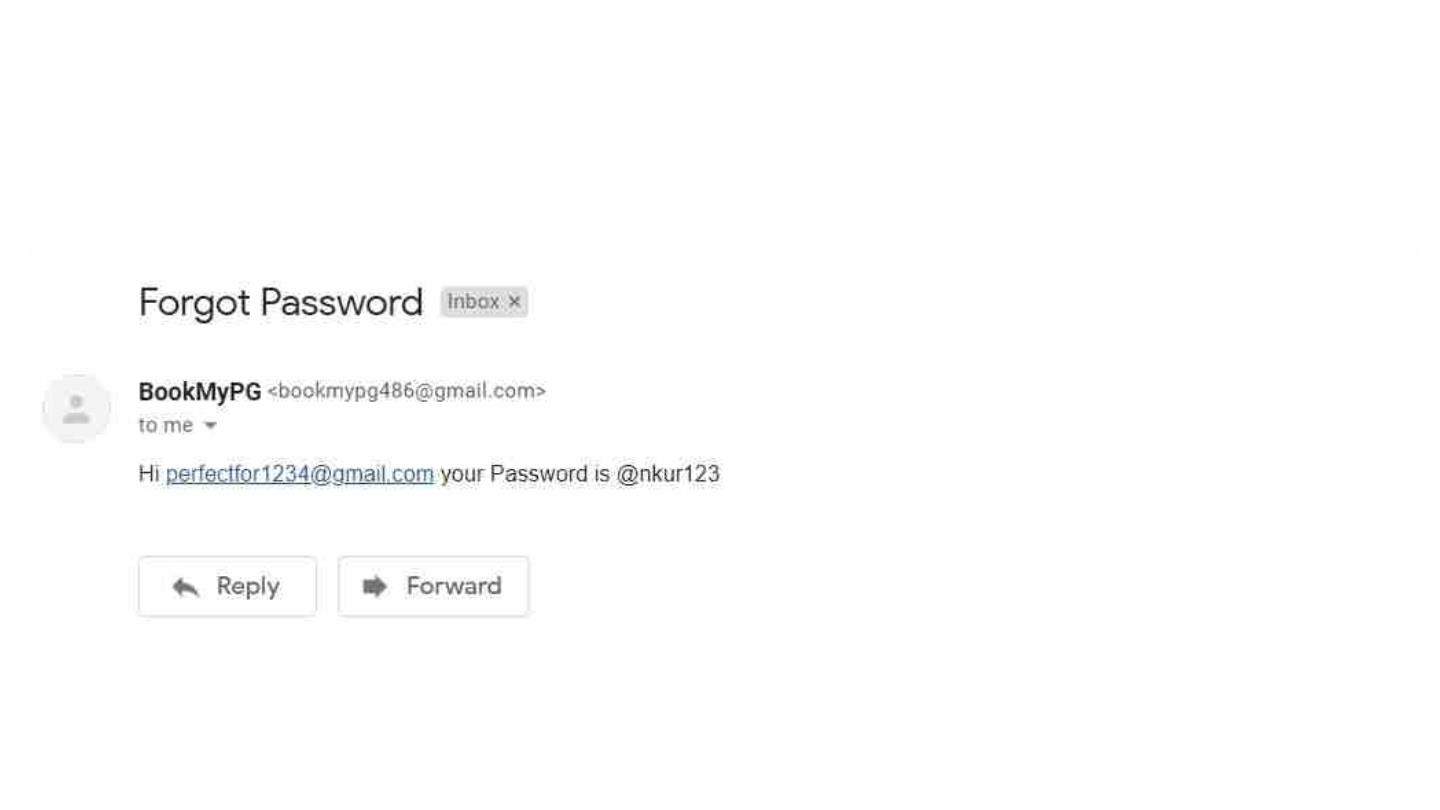 Forgot Password Inbox ×
BookMyPG <bookmypg486@gmail.com>
to me
Hi perfectfor1234@gmail.com your Password is @nkur123
Reply Forward